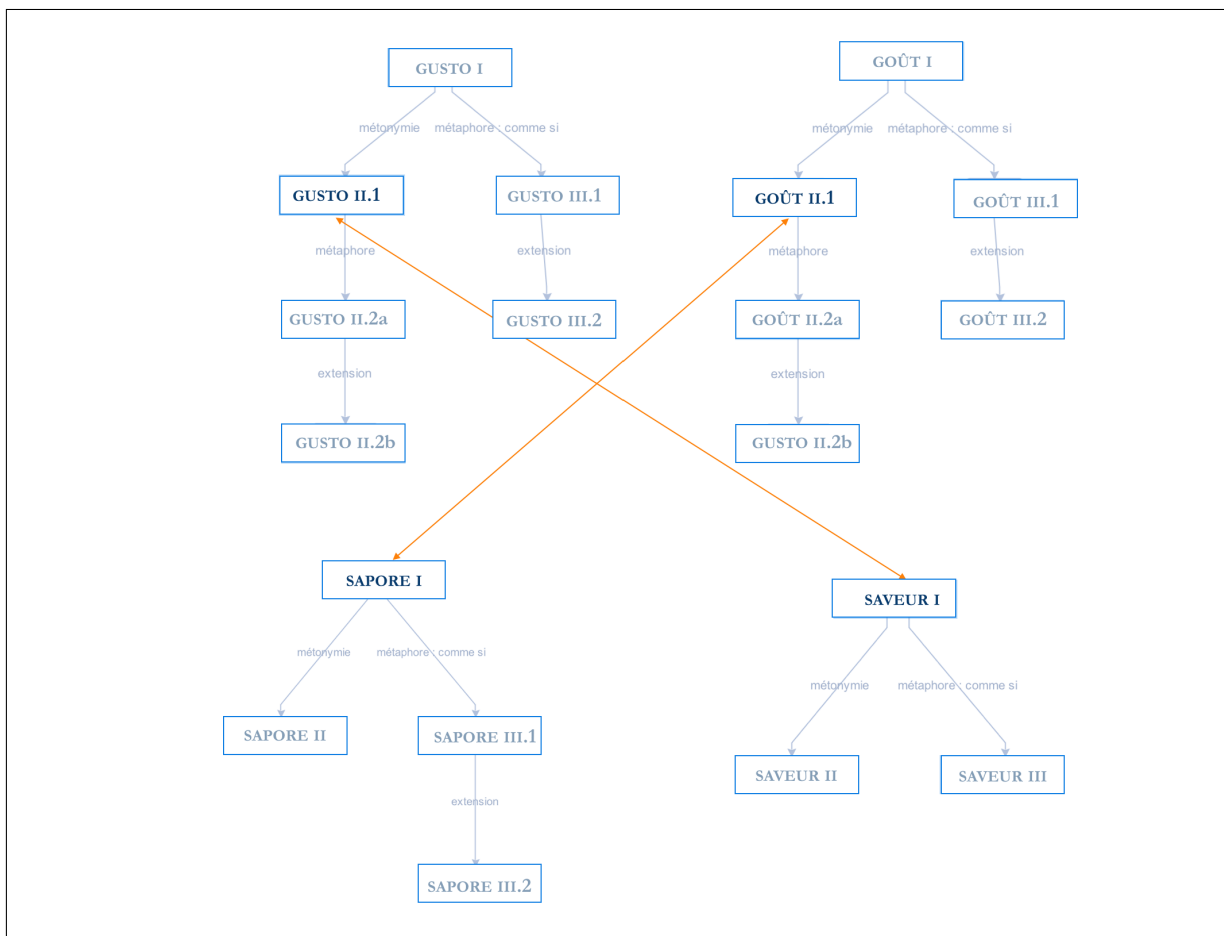 GUSTO I
GOÛT I
métonymie
métaphore : comme si
métonymie
métaphore : comme si
GUSTO II.1
GUSTO III.1
GOÛT II.1
GOÛT III.1
métaphore
extension
métaphore
extension
GUSTO II.2a
GUSTO III.2
GOÛT II.2a
GOÛT III.2
extension
extension
GUSTO II.2b
GUSTO II.2b
SAPORE I
SAVEUR I
métonymie
métaphore : comme si
métonymie
métaphore : comme si
SAPORE II
SAPORE III.1
SAVEUR II
SAVEUR III
extension
SAPORE III.2